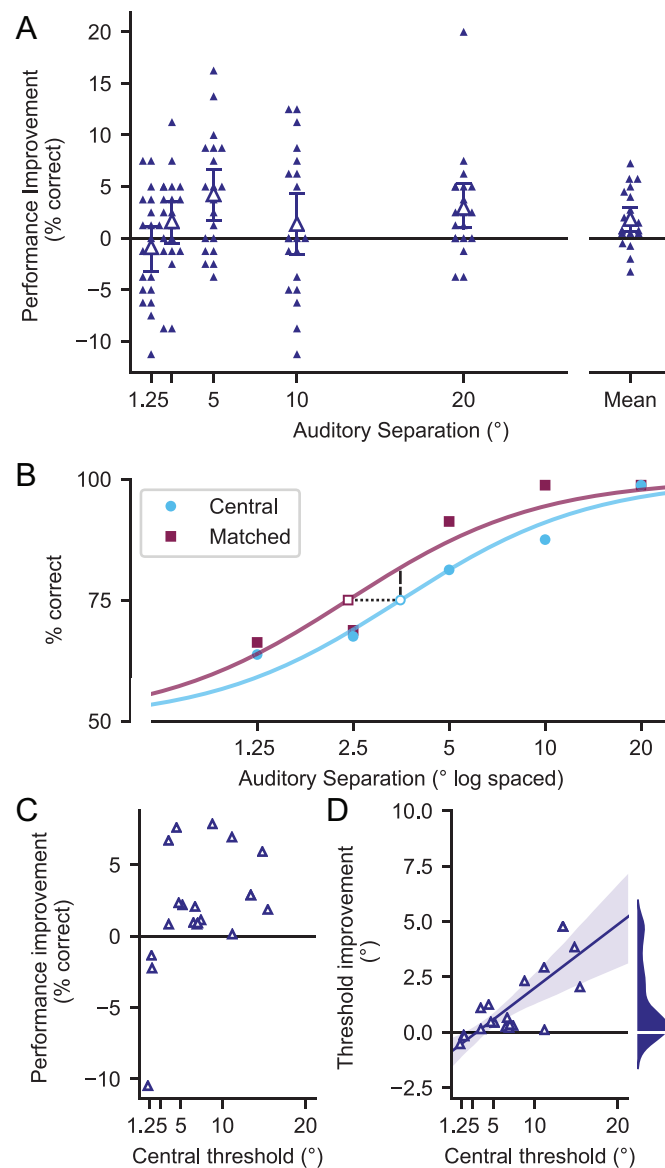 A
Performance Improvement
(% correct)
20
15
10
5
0
−5
−10
1.25
5
10
20
Mean
Auditory Separation (°)
B
% correct
100
75
50
Central
Matched
1.25
2.5
5
10
20
Auditory Separation (° log spaced)
C
Performance improvement
(% correct)
5
0
−10
1.25
5
10
20
Central threshold (°)
D
Threshold improvement
(°)
10.0
5.0
2.5
0.0
−2.5
1.25
5
10
20
Central threshold (°)